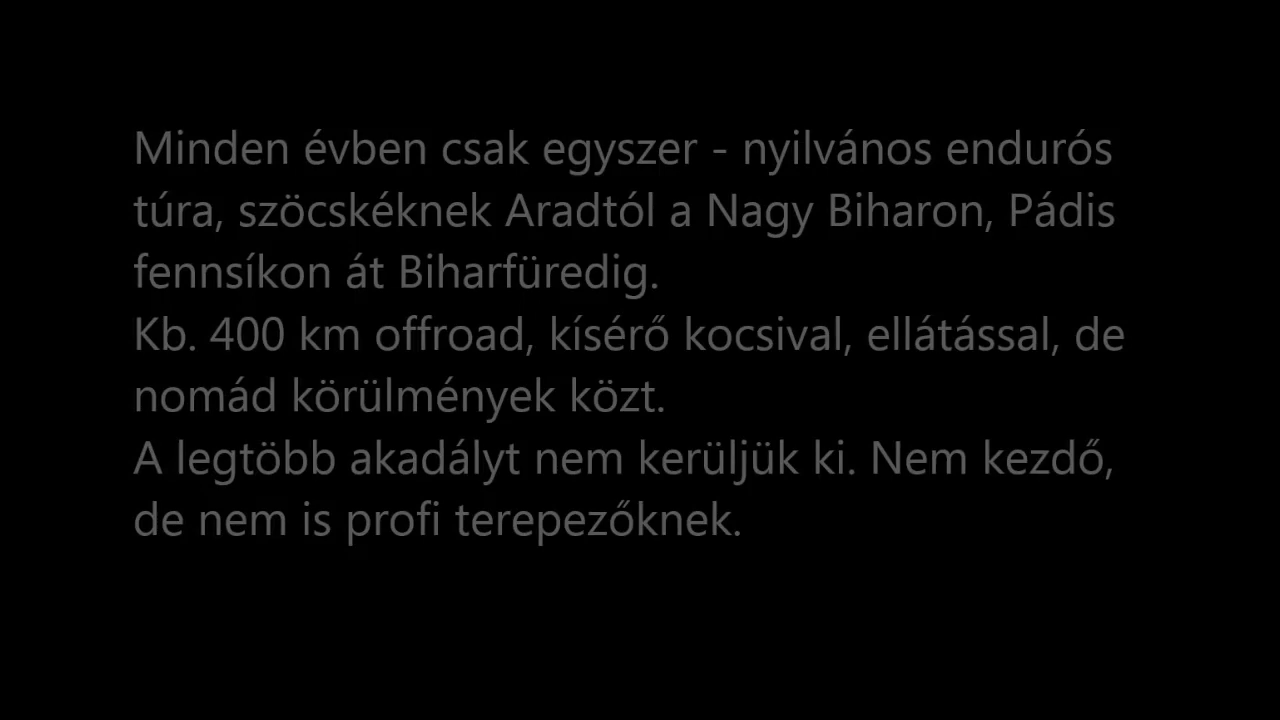 Minden évben csak egyszer - nyilvános endurós
túra, szöcskéknek Aradtól a Nagy Biharon, Pádis
fennsíkon át Biharfüredig.
Kb. 400 km offroad, kísérő kocsival, ellátással, de
nomád körülmények közt.
A legtöbb akadályt nem kerüljük ki. Nem kezdő,
de nem is profi terepezőknek.